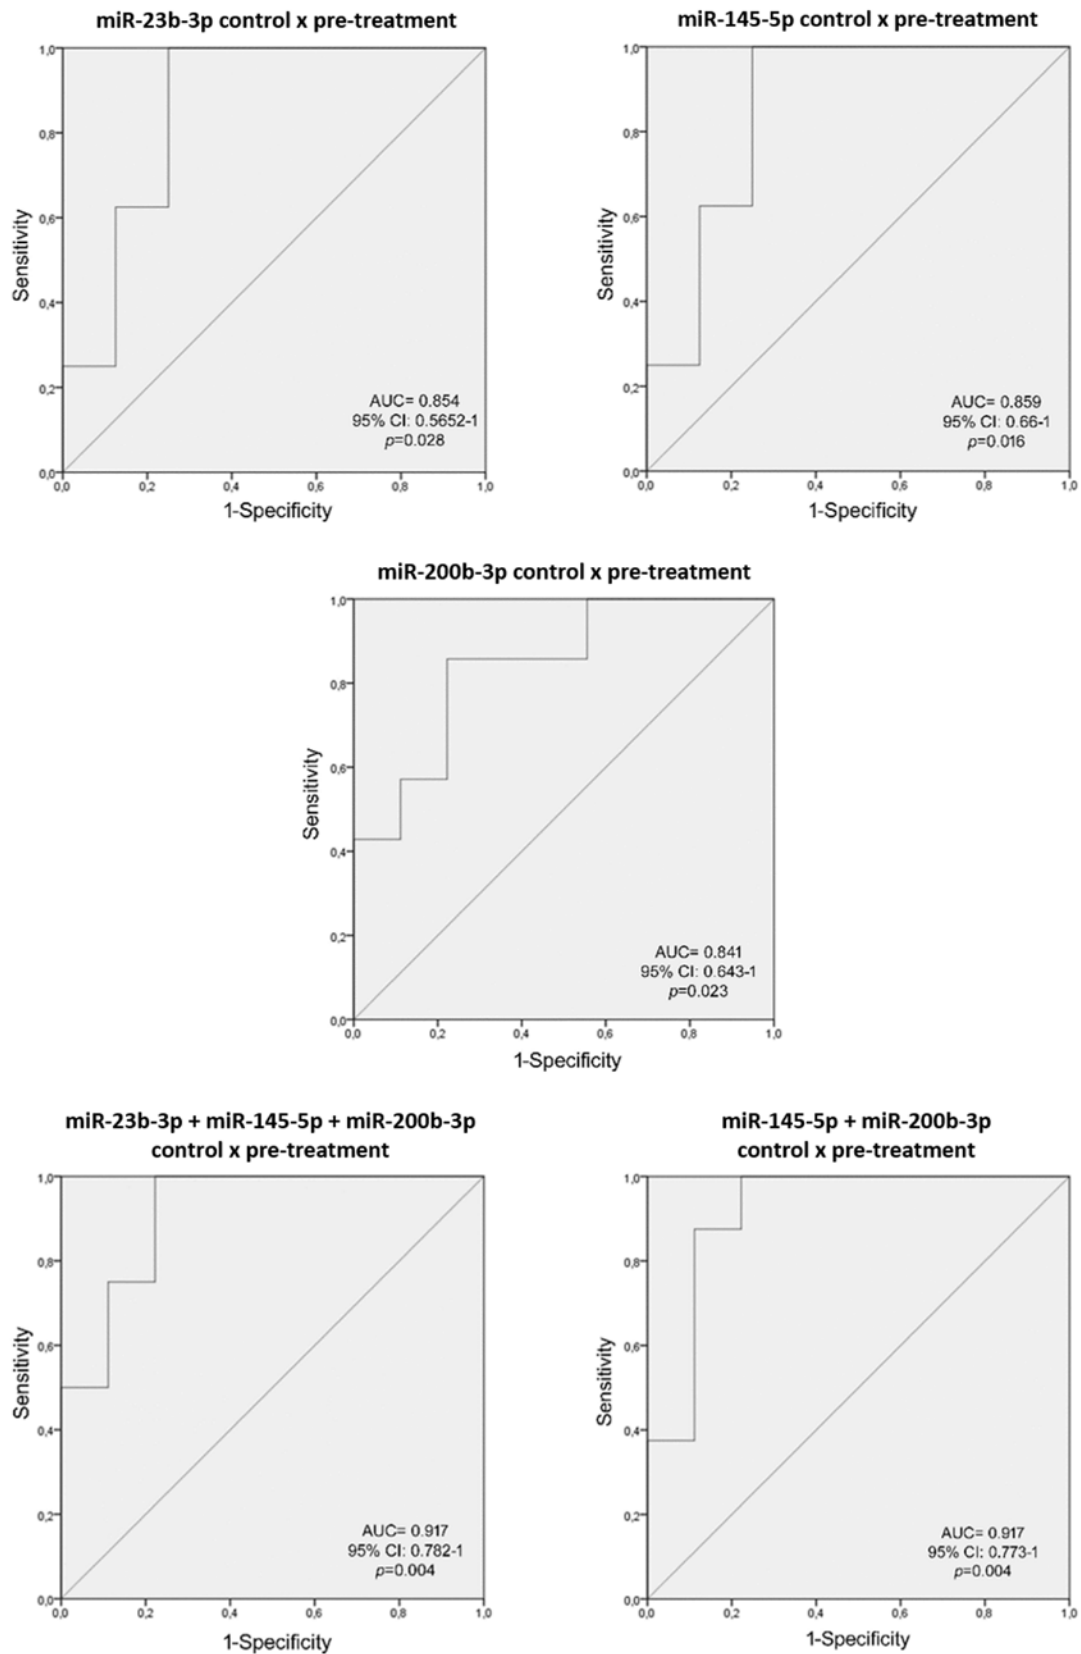 miR-23b-3p control x pre-treatment
1,0
0,8
0,6
0,4
0,2
0,0
Sensitivity
AUC= 0.854
95% CI: 0.5652-1
p=0.028
0,0 0,2 0,4 0,6 0,8 1,0
1-Specificity
miR-145-5p control x pre-treatment
1,0
0,8
0,6
0,4
0,2
0,0
Sensitivity
AUC= 0.859
95% CI: 0.66-1
p=0.016
0,0 0,2 0,4 0,6 0,8 1,0
1-Specificity
miR-200b-3p control x pre-treatment
1,0
0,8
0,6
0,4
0,2
0,0
Sensitivity
AUC= 0.841
95% CI: 0.643-1
p=0.023
0,0 0,2 0,4 0,6 0,8 1,0
1-Specificity
miR-23b-3p + miR-145-5p + miR-200b-3p
control x pre-treatment
1,0
0,8
0,6
0,4
0,2
0,0
Sensitivity
AUC= 0.917
95% CI: 0.782-1
p=0.004
0,0 0,2 0,4 0,6 0,8 1,0
1-Specificity
miR-145-5p + miR-200b-3p
control x pre-treatment
1,0
0,8
0,6
0,4
0,2
0,0
Sensitivity
AUC= 0.917
95% CI: 0.773-1
p=0.004
0,0 0,2 0,4 0,6 0,8 1,0
1-Specificity